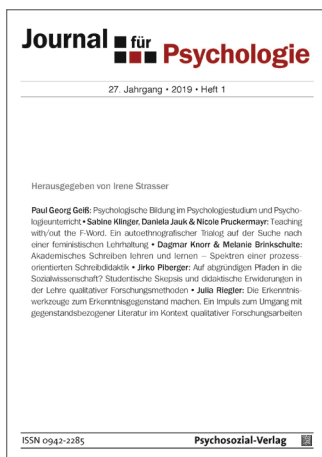 Journal für
Psychologie
27. Jahrgang • 2019 • Heft 1
Herausgegeben von Irene Strasser
Paul Georg Geiß: Psychologische Bildung im Psychologiestudium und Psycho-
logieunterricht • Sabine Klinger, Daniela Jauk & Nicole Pruckermayr: Teaching
with/out the F-Word. Ein autoethnografischer Trialog auf der Suche nach
einer feministischen Lehrhaltung • Dagmar Knorr & Melanie Brinkschulte:
Akademisches Schreiben lehren und lernen – Spektren einer prozess-
orientierten Schreibdidaktik • Jirko Piberger: Auf abgründigen Pfaden in die
Sozialwissenschaft? Studentische Skepsis und didaktische Erwiderungen in
der Lehre qualitativer Forschungsmethoden • Julia Riegler: Die Erkenntnis-
werkzeuge zum Erkenntnisgegenstand machen. Ein Impuls zum Umgang mit
gegenstandsbezogener Literatur im Kontext qualitativer Forschungsarbeiten
ISSN 0942-2285
Psychosozial-Verlag